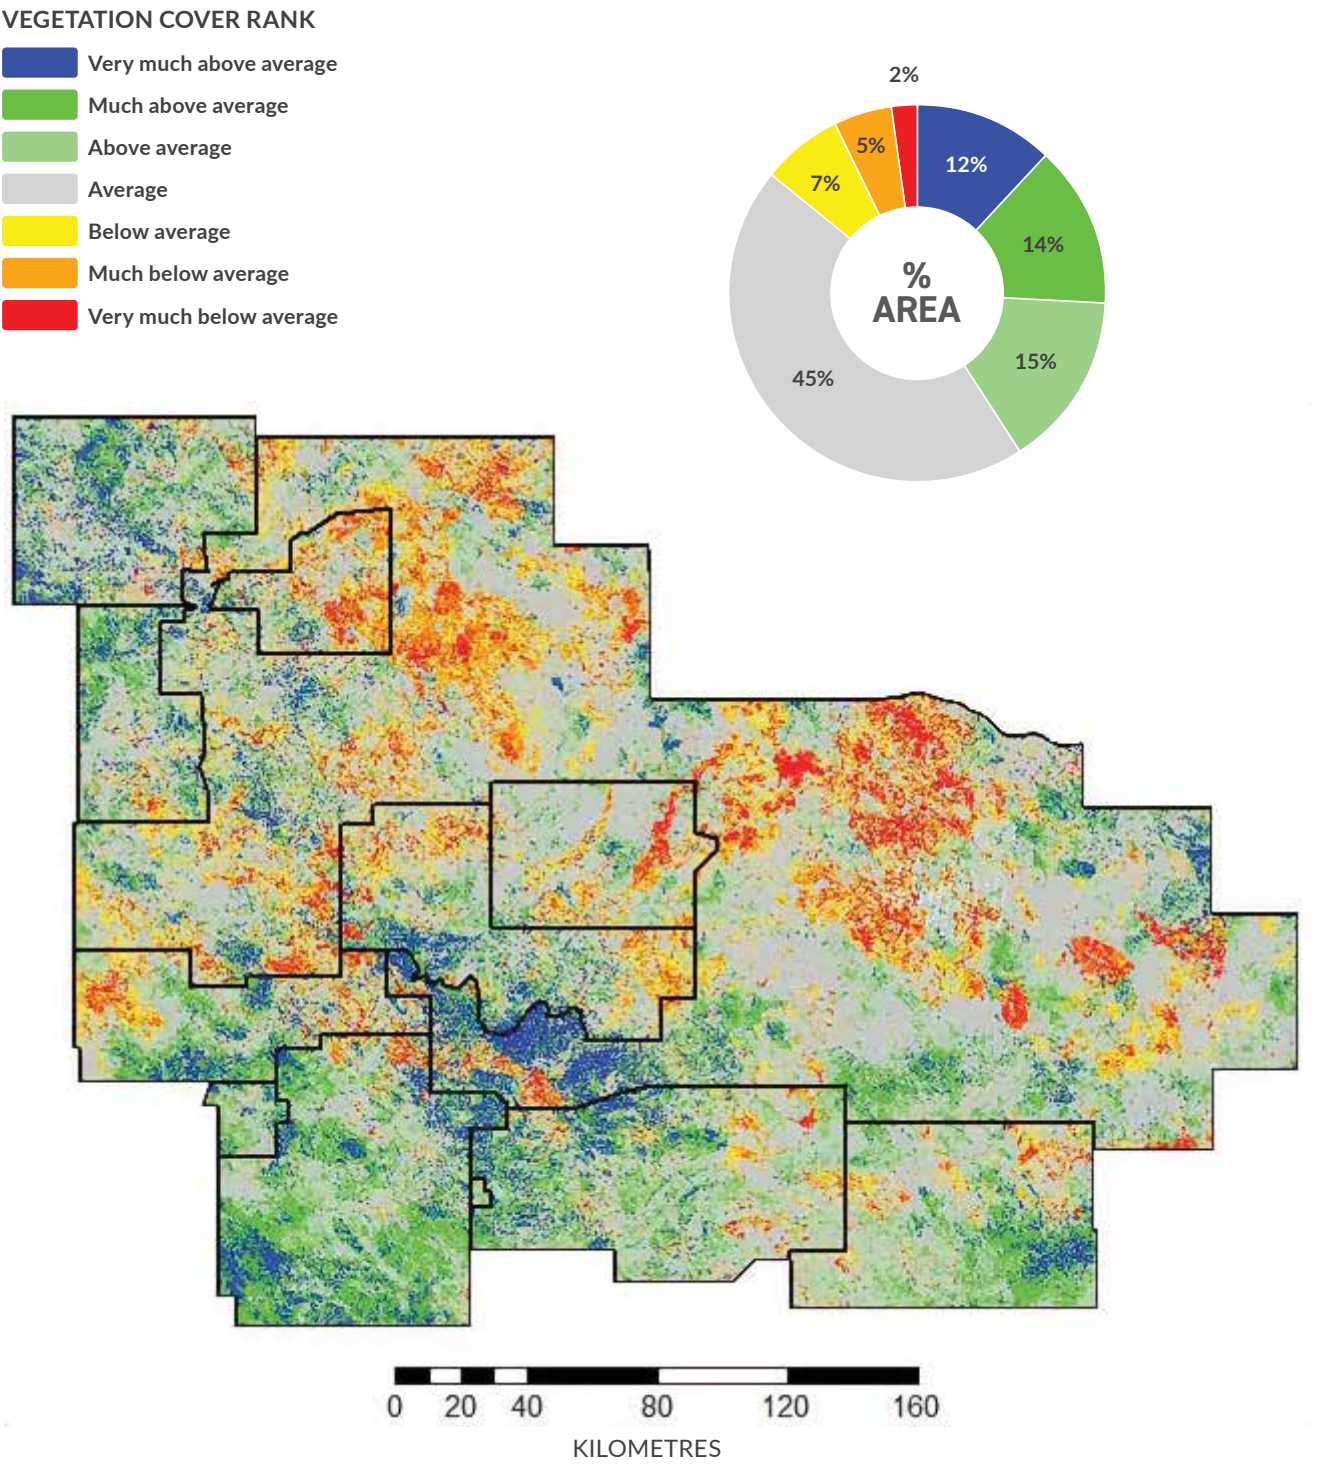 VEGETATION COVER RANK
Very much above average
Much above average
Above average
Average
Below average
Much below average
Very much below average
2%
5%
12%
7%
14%
%
AREA
15%
45%
0 20 40 80 120 160
KILOMETRES